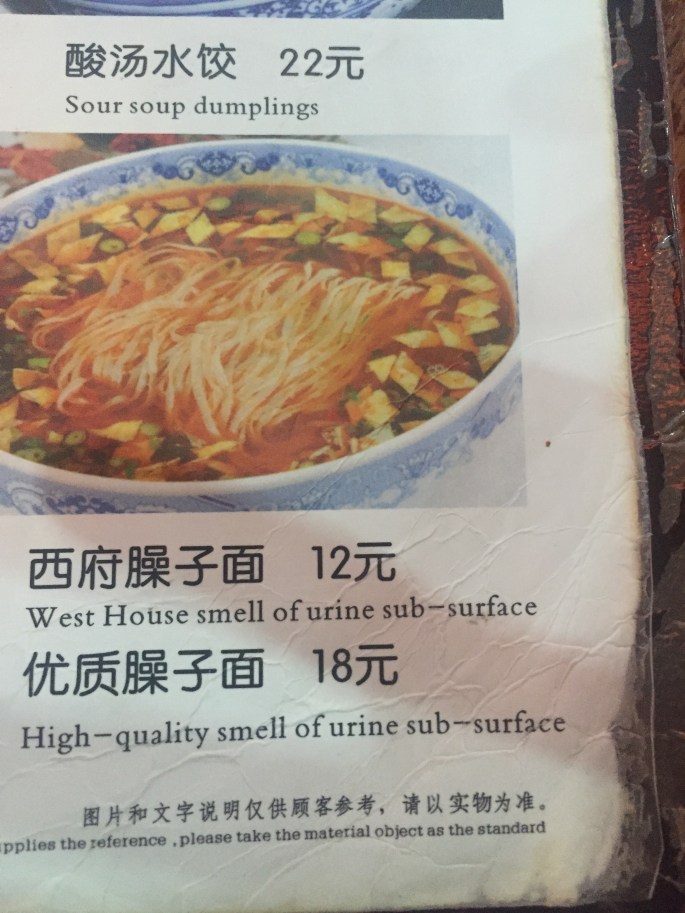 酸汤水饺 22元
Sour soup dumplings
西府臊子面 12元
West House smell of urine sub-surface
优质臊子面 18元
High-quality smell of urine sub-surface
图片和文字说明仅供顾客参考，请以实物为准。
the reference ,please take the material object as the standard